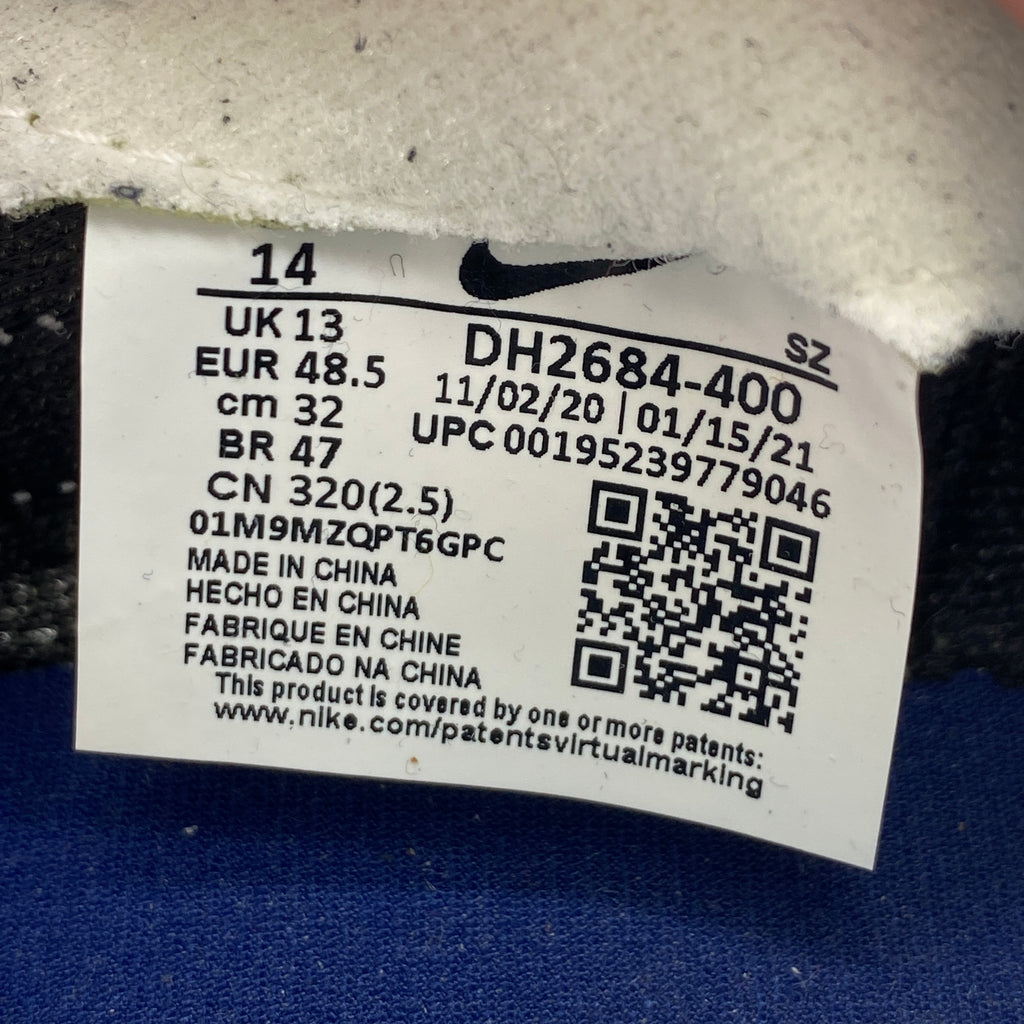 14
SZ
UK 13
EUR 48.5
cm 32
BR 47
CN 320(2.5)
DH2684-400
11/02/20 | 01/15/21
UPC 00195239779046
01M9MZQPT6GPC
MADE IN CHINA
HECHO EN CHINA
FABRIQUE EN CHINE
FABRICADO NA CHINA
This product is covered by one or more patents:
www.nike.com/patentsvirtualmarking